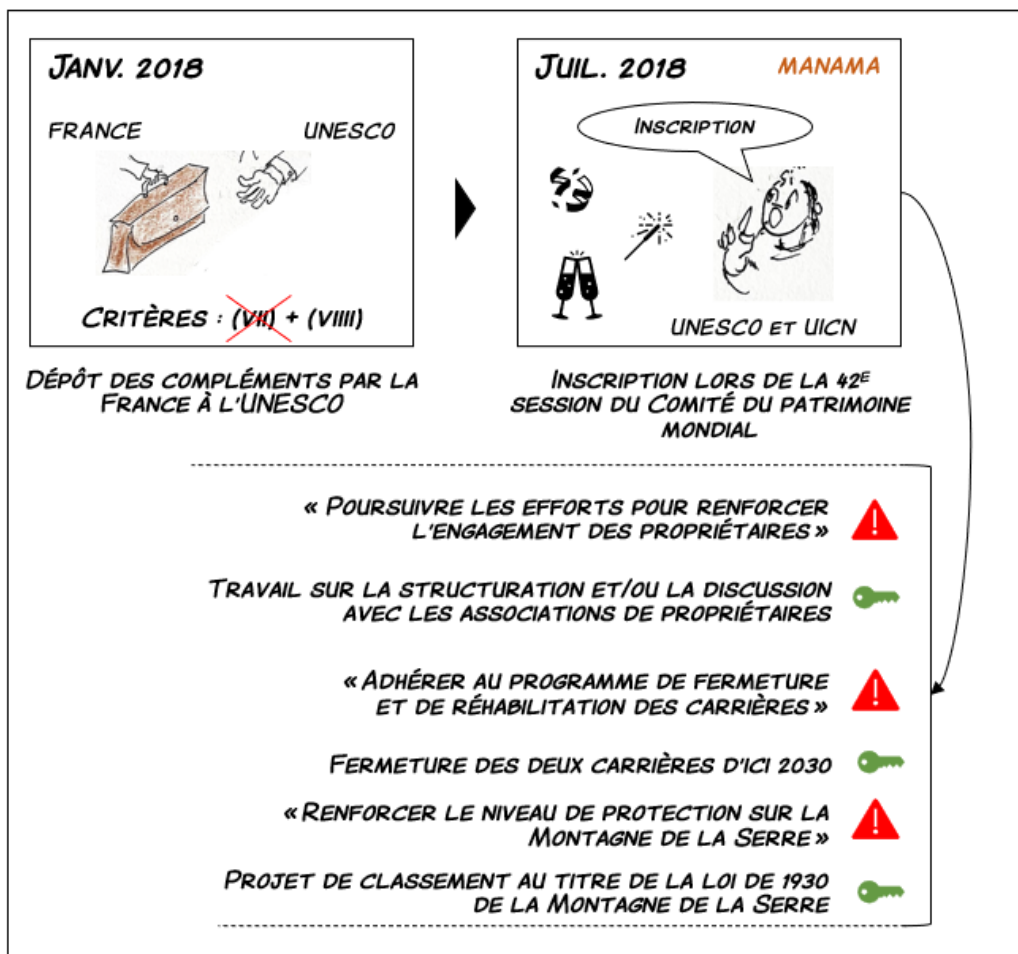 JANV. 2018
FRANCE
UNESCO
CRITÈRES : (VII) + (VIIII)
DÉPÔT DES COMPLÉMENTS PAR LA
FRANCE À L'UNESCO
JUIL. 2018
MANAMA
INSCRIPTION
UNESCO ET UICN
INSCRIPTION LORS DE LA 42E
SESSION DU COMITÉ DU PATRIMOINE
MONDIAL
« POURSUIVRE LES EFFORTS POUR RENFORCER
L'ENGAGEMENT DES PROPRIÉTAIRES »
TRAVAIL SUR LA STRUCTURATION ET/OU LA DISCUSSION
AVEC LES ASSOCIATIONS DE PROPRIÉTAIRES
« ADHÉRER AU PROGRAMME DE FERMETURE
ET DE RÉHABILITATION DES CARRIÈRES »
FERMETURE DES DEUX CARRIÈRES D'ICI 2030
« RENFORCER LE NIVEAU DE PROTECTION SUR LA
MONTAGNE DE LA SERRE »
PROJET DE CLASSEMENT AU TITRE DE LA LOI DE 1930
DE LA MONTAGNE DE LA SERRE